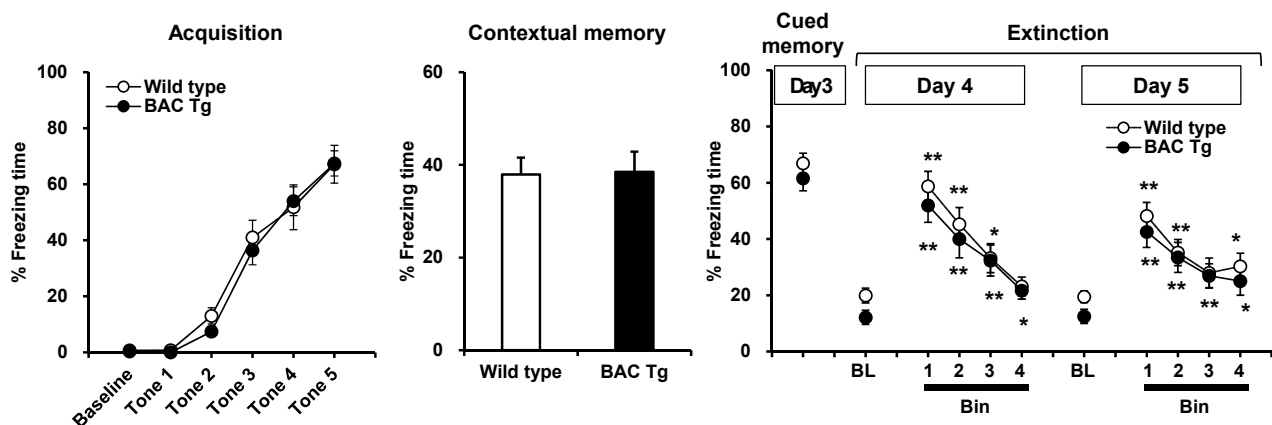 Acquisition
% Freezing time
100
80
60
40
20
0
Wild type
BAC Tg
Baseline
Tone 1
Tone 2
Tone 3
Tone 4
Tone 5
Contextual memory
% Freezing time
60
40
20
0
Wild type
BAC Tg
Cued
memory
Extinction
Day3
Day 4
Day 5
% Freezing time
100
80
60
40
20
0
Wild type
BAC Tg
**
**
*
**
**
**
*
**
**
*
**
**
**
*
BL
1
2
3
4
BL
1
2
3
4
Bin
Bin